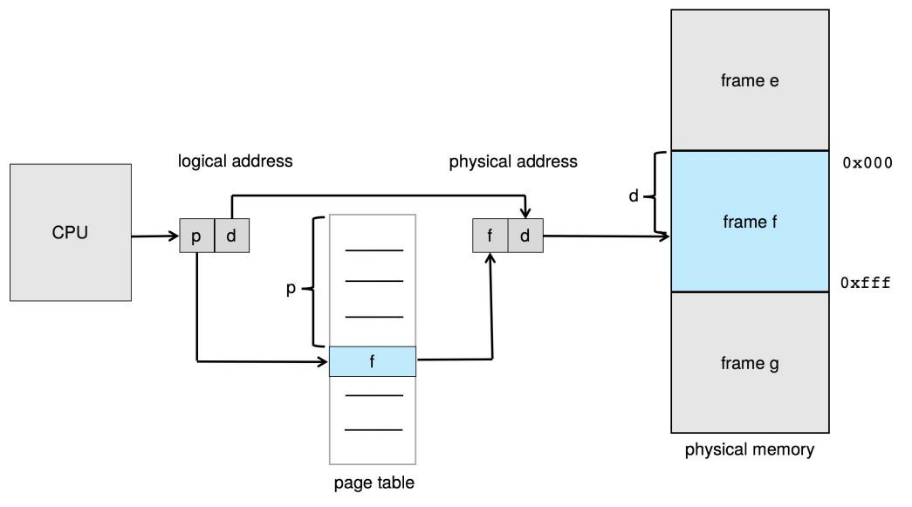 frame e
logical address
physical address
0x000
CPU
p
d
f
d
d
frame f
p
0xfff
f
frame g
physical memory
page table